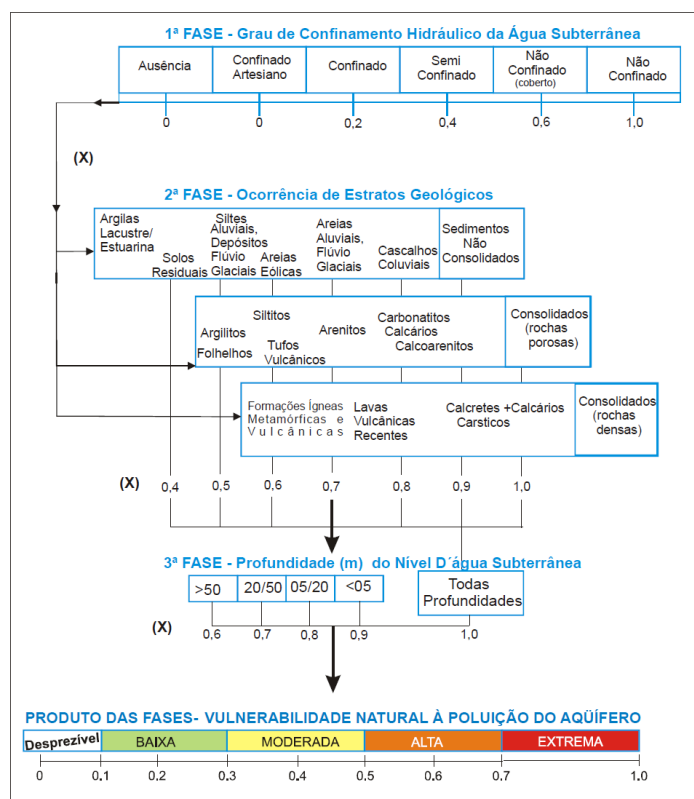 1ª FASE - Grau de Confinamento Hidráulico da Água Subterrânea
Ausência
Confinado
Artesiano
Confinado
Semi
Confinado
Não
Confinado
(coberto)
Não
Confinado
0
0
0,2
0,4
0,6
1,0
(X)
2ª FASE - Ocorrência de Estratos Geológicos
Argilas
Lacustre/
Estuarina
Solos
Residuais
Siltes
Aluviais,
Depósitos
Flúvio
Glaciais
Areias
Eólicas
Areias
Aluviais,
Flúvio
Glaciais
Cascalhos
Coluviais
Sedimentos
Não
Consolidados
Argilitos
Folhelhos
Siltitos
Tufos
Vulcânicos
Arenitos
Carbonatitos
Calcários
Calcoarenitos
Consolidados
(rochas
porosas)
Formações Ígneas
Metamórficas e
Vulcânicas
Lavas
Vulcânicas
Recentes
Calcretes +Calcários
Carsticos
Consolidados
(rochas
densas)
(X)
0,4
0,5
0,6
0,7
0,8
0,9
1,0
3ª FASE - Profundidade (m) do Nível D´água Subterrânea
>50
20/50
05/20
<05
Todas
Profundidades
(X)
0,6
0,7
0,8
0,9
1,0
PRODUTO DAS FASES- VULNERABILIDADE NATURAL À POLUIÇÃO DO AQÜÍFERO
Desprezível
BAIXA
MODERADA
ALTA
EXTREMA
0
0.1
0.2
0.3
0.4
0.5
0.6
0.7
1.0